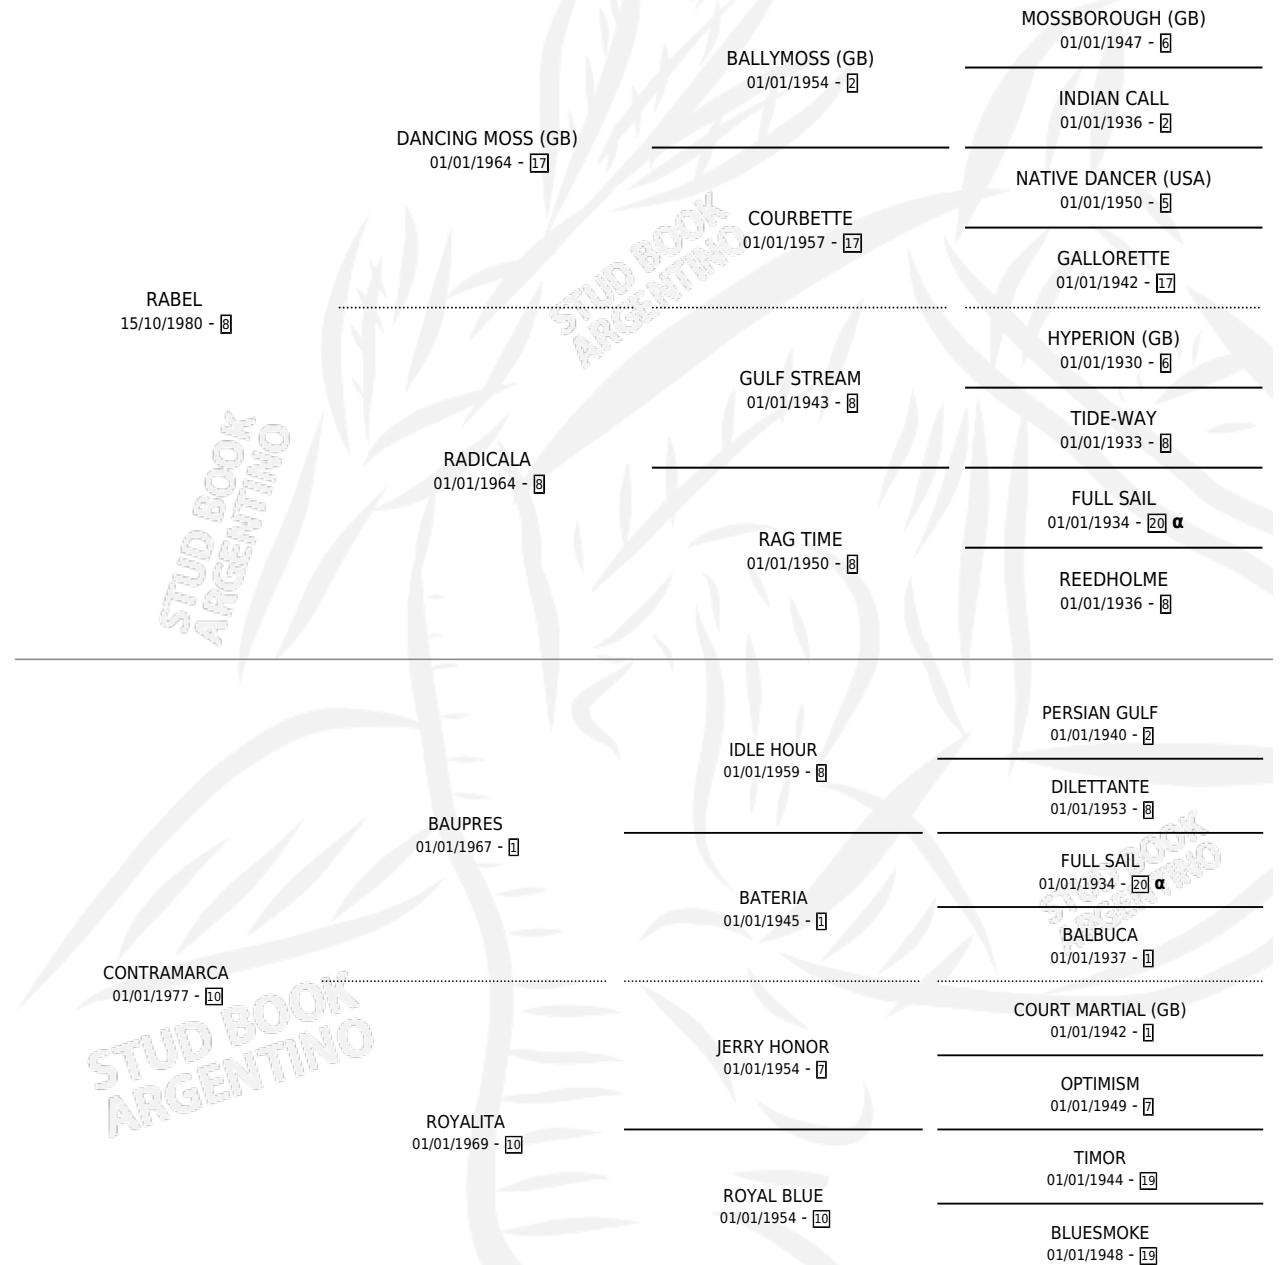 MOSSBOROUGH (GB)
01/01/1947 - 6
BALLYMOSS (GB)
01/01/1954 - 2
INDIAN CALL
01/01/1936 - 2
DANCING MOSS (GB)
01/01/1964 - 17
NATIVE DANCER (USA)
01/01/1950 - 5
COURBETTE
01/01/1957 - 17
GALLORETTE
01/01/1942 - 17
RABEL
15/10/1980 - 8
HYPERION (GB)
01/01/1930 - 6
GULF STREAM
01/01/1943 - 8
TIDE-WAY
01/01/1933 - 8
RADICALA
01/01/1964 - 8
FULL SAIL
01/01/1934 - 20 α
RAG TIME
01/01/1950 - 8
REEDHOLME
01/01/1936 - 8
PERSIAN GULF
01/01/1940 - 2
IDLE HOUR
01/01/1959 - 8
DILETTANTE
01/01/1953 - 8
BAUPRES
01/01/1967 - 1
FULL SAIL
01/01/1934 - 20 α
BATERIA
01/01/1945 - 1
BALBUCA
01/01/1937 - 1
CONTRAMARCA
01/01/1977 - 10
COURT MARTIAL (GB)
01/01/1942 - 1
JERRY HONOR
01/01/1954 - 7
OPTIMISM
01/01/1949 - 7
ROYALITA
01/01/1969 - 10
TIMOR
01/01/1944 - 19
ROYAL BLUE
01/01/1954 - 10
BLUESMOKE
01/01/1948 - 19
STUD BOOK
ARGENTINO
STUD BOOK
ARGENTINO
STUD BOOK
ARGENTINO
STUD BOOK
ARGENTINO